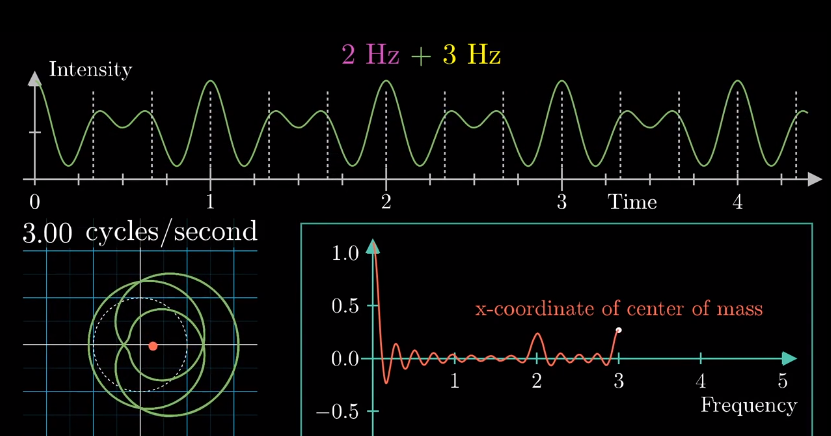 2 Hz + 3 Hz
Intensity
0 1 2 3 Time 4
3.00 cycles/second
1.0
0.5
x-coordinate of center of mass
0.0
1 2 3 4 5
Frequency
−0.5